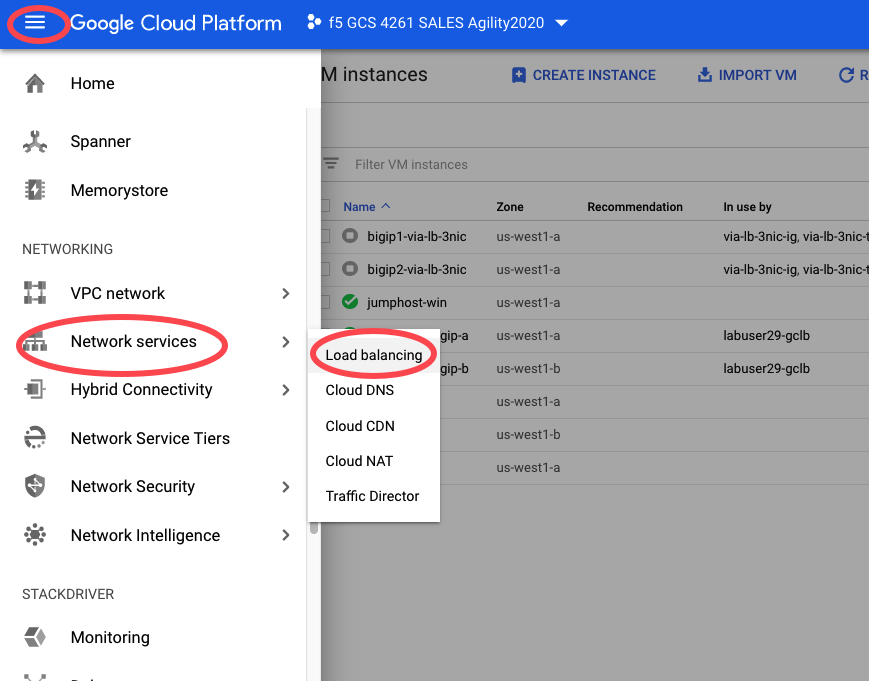 Google Cloud Platform
f5 GCS 4261 SALES Agility2020
Home
Spanner
Memorystore
NETWORKING
VPC network
Network services
Hybrid Connectivity
Network Service Tiers
Network Security
Network Intelligence
STACKDRIVER
Monitoring
Load balancing
Cloud DNS
Cloud CDN
Cloud NAT
Traffic Director
M instances
CREATE INSTANCE
IMPORT VM
R
Filter VM instances
Name Zone Recommendation In use by
bigip1-via-lb-3nic us-west1-a via-lb-3nic-ig, via-lb-3nic-t
bigip2-via-lb-3nic us-west1-a via-lb-3nic-ig, via-lb-3nic-t
jumphost-win us-west1-a
gip-a us-west1-a labuser29-gclb
gip-b us-west1-b labuser29-gclb
us-west1-a
us-west1-b
us-west1-a